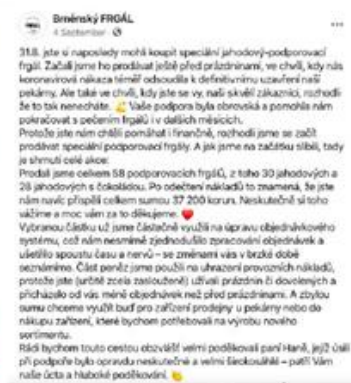 Brněnský FRGÁL
4 September
31.8. jste si naposledy mohli koupit speciální jahodový-podporovací
frgál. Začali jsme ho prodávat ještě před prázdninami, ve chvíli, kdy nás
koronavirová nákaza téměř odsoudila k definitivnímu uzavření naší
pekárny. Ale také ve chvíli, kdy jste se vy, naši skvělí zákazníci, rozhodli
že to tak nenecháte. 💪 Vaše podpora byla obrovská a pomohla nám
pokračovat s pečením frgálů i v dalších měsících.
Protože jste nám chtěli pomáhat i finančně, rozhodli jsme se začít
prodávat speciální podporovací frgály. A jak jsme na začátku slíbili, tady
je shrnutí celé akce:
Prodali jsme celkem 58 podporovacích frgálů, z toho 30 jahodových a
28 jahodových s čokoládou. Po odečtení nákladů to znamená, že jste
nám navíc přispěli celkem sumou 37 200 korun. Neskutečně si toho
vážíme a moc vám za to děkujeme. ❤️
Vybranou částku už jsme částečně využili na úpravu objednávkového
systému, což nám nesmírně zjednodušilo zpracování objednávek a
ušetřilo spoustu času a nervů – se změnami vás v brzké době
seznámíme. Část peněz jsme použili na uhrazení provozních nákladů,
protože jste (určitě zcela zaslouženě) užívali prázdnin či dovolených a
přicházelo od vás méně objednávek než před prázdninami. A zbylou
sumu chceme využít buď pro zařízení prodejny u pekárny nebo do
nákupu zařízení, které bychom potřebovali na výrobu nového
sortimentu.
Rádi bychom touto cestou obzvlášť velmi poděkovali paní Haně, jejíž úsilí
při podpoře bylo opravdu neskutečné a velmi širokosáhlé – patří Vám
naše úcta a hluboké poděkování. 👏